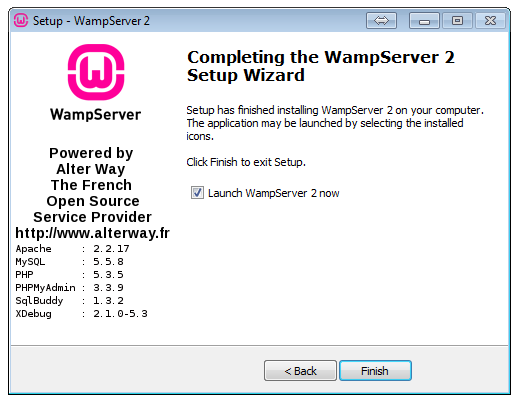 Setup - WampServer 2
WampServer
Powered by
Alter Way
The French
Open Source
Service Provider
http://www.alterway.fr
Apache : 2.2.17
MySQL : 5.5.8
PHP : 5.3.5
PHPMyAdmin : 3.3.9
SqlBuddy : 1.3.2
XDebug : 2.1.0-5.3
Completing the WampServer 2
Setup Wizard
Setup has finished installing WampServer 2 on your computer.
The application may be launched by selecting the installed
icons.
Click Finish to exit Setup.
Launch WampServer 2 now
< Back
Finish